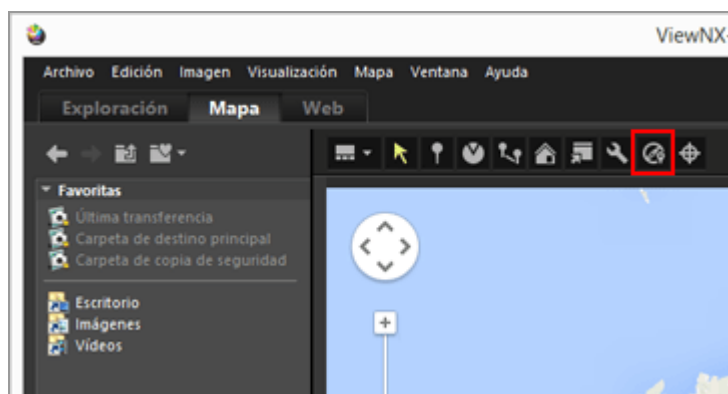 ViewNX-
Archivo Edición Imagen Visualización Mapa Ventana Ayuda
Exploración Mapa Web
Favoritas
Última transferencia
Carpeta de destino principal
Carpeta de copia de seguridad
Escritorio
Imágenes
Vídeos